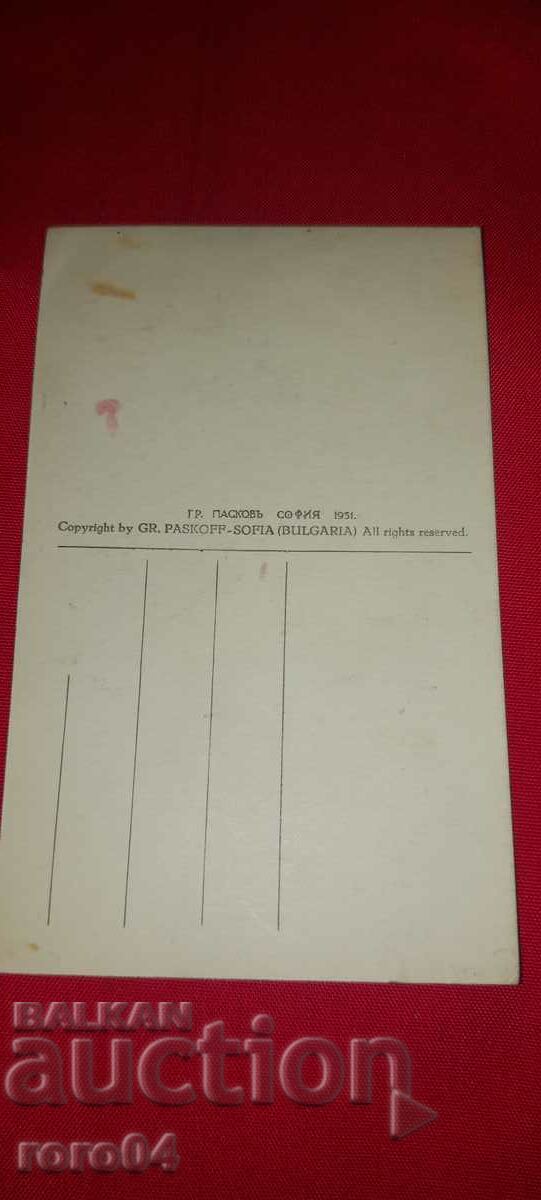 ГР. ПАСКОВЪ СОФИЯ 1931.
Copyright by GR. PASKOFF-SOFIA (BULGARIA) All rights reserved.
BALKAN
auction
roro04